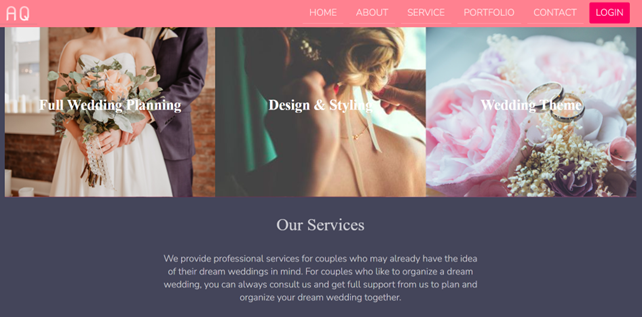 AQ
HOME ABOUT SERVICE PORTFOLIO CONTACT LOGIN
Full Wedding Planning
Design & Styling
Wedding Theme
Our Services
We provide professional services for couples who may already have the idea
of their dream weddings in mind. For couples who like to organize a dream
wedding, you can always consult us and get full support from us to plan and
organize your dream wedding together.